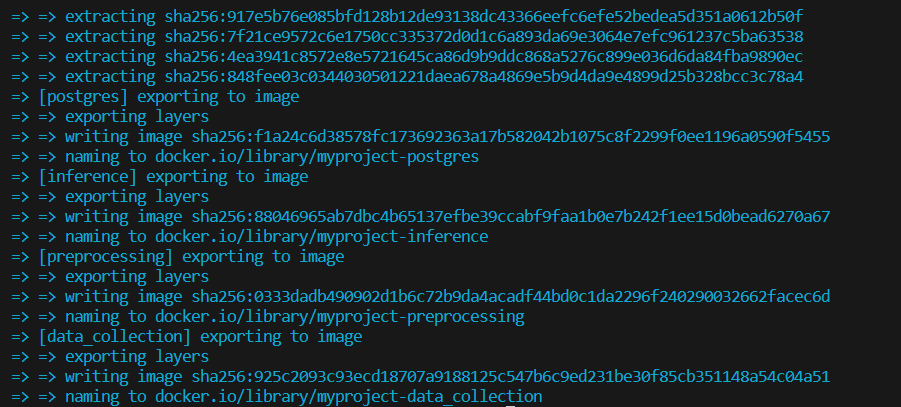 => => extracting sha256:917e5b76e085bfd128b12de93138dc43366eefc6efe52bedea5d351a0612b50f
=> => extracting sha256:7f21ce9572c6e1750cc335372d0d1c6a893da69e3064e7efc961237c5ba63538
=> => extracting sha256:4ea3941c8572e8e5721645ca86d9b9ddc868a5276c899e036d6da84fba9890ec
=> => extracting sha256:848fee03c0344030501221daea678a4869e5b9d4da9e4899d25b328bcc3c78a4
=> [postgres] exporting to image
=> => exporting layers
=> => writing image sha256:f1a24c6d38578fc173692363a17b582042b1075c8f2299f0ee1196a0590f5455
=> => naming to docker.io/library/myproject-postgres
=> [inference] exporting to image
=> => exporting layers
=> => writing image sha256:88046965ab7dbc4b65137efbe39ccabf9faa1b0e7b242f1ee15d0bead6270a67
=> => naming to docker.io/library/myproject-inference
=> [preprocessing] exporting to image
=> => exporting layers
=> => writing image sha256:0333dadb490902d1b6c72b9da4acadf44bd0c1da2296f240290032662facec6d
=> => naming to docker.io/library/myproject-preprocessing
=> [data_collection] exporting to image
=> => exporting layers
=> => writing image sha256:925c2093c93ecd18707a9188125c547b6c9ed231be30f85cb351148a54c04a51
=> => naming to docker.io/library/myproject-data_collection